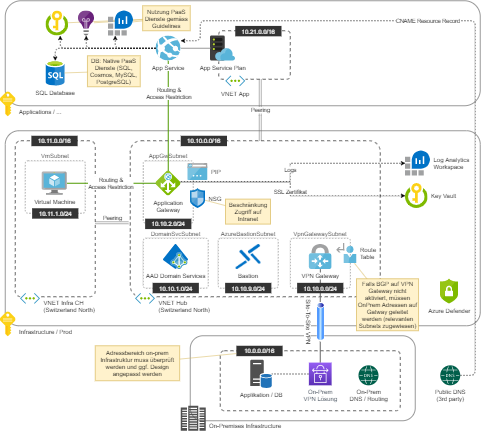 Nutzung PaaS
Dienste gemäss
Guidelines
CNAME Resource Record
10.21.0.0/16
DB: Native PaaS
Dienste (SQL,
Cosmos, MySQL,
PostgreSQL)
SQL Database
App Service
App Service Plan
VNET App
Routing &
Access Restriction
Peering
Applications / ...
10.11.0.0/16
10.10.0.0/16
VmSubnet
AppGwSubnet
Virtual Machine
10.11.1.0/24
Routing &
Access Restriction
Application
Gateway
10.10.2.0/24
PIP
NSG
Logs
SSL Zertifikat
Log Analytics
Workspace
Key Vault
Beschränkung
Zugriff auf
Intranet
Peering
DomainSvcSubnet
AzureBastionSubnet
VpnGatewaySubnet
AAD Domain Services
Bastion
VPN Gateway
Route
table
10.10.1.0/24
10.10.9.0/24
10.10.0.0/24
Falls BGP auf VPN
Gateway nicht
aktiviert, müssen
OnPrem Adressen auf
Gateway geleitet
werden (relevanten
Subnets zugewiesen)
Azure Defender
VNET Infra CH
(Switzerland North)
VNET Hub
(Switzerland North)
Infrastructure / Prod
Site-To-Site VPN
Adressbereich on-prem
Infrastruktur muss überprüft
werden und ggf. Design
angepasst werden
10.0.0.0/16
Applikation / DB
On-Prem
VPN Lösung
On-Prem
DNS / Routing
Public DNS
(3rd party)
On-Premises Infrastructure